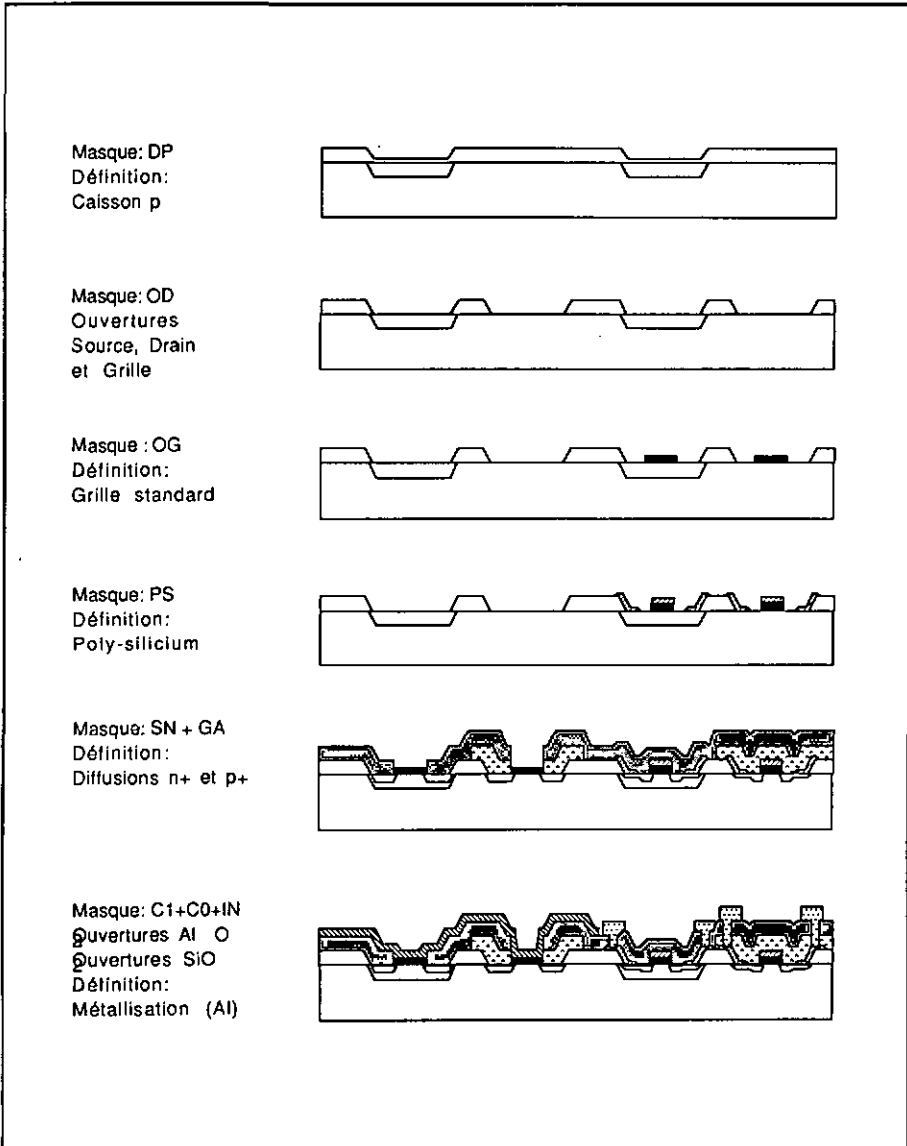 Masque: DP
Définition:
Caisson p
Masque: OD
Ouvertures
Source, Drain
et Grille
Masque : OG
Définition:
Grille standard
Masque: PS
Définition:
Poly-silicium
Masque: SN + GA
Définition:
Diffusions n+ et p+
Masque: C1+C0+IN
Ouvertures Al O
2
Ouvertures SiO
2
Définition:
Métallisation (Al)